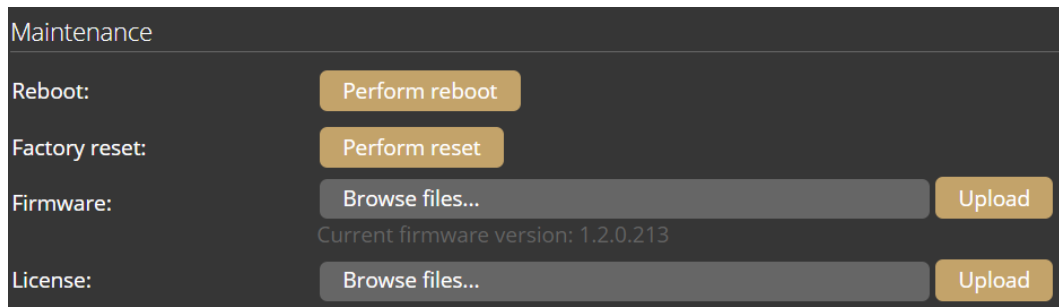 Maintenance
Reboot: Perform reboot
Factory reset: Perform reset
Firmware: Browse files... Upload
Current firmware version: 1.2.0.213
License: Browse files... Upload